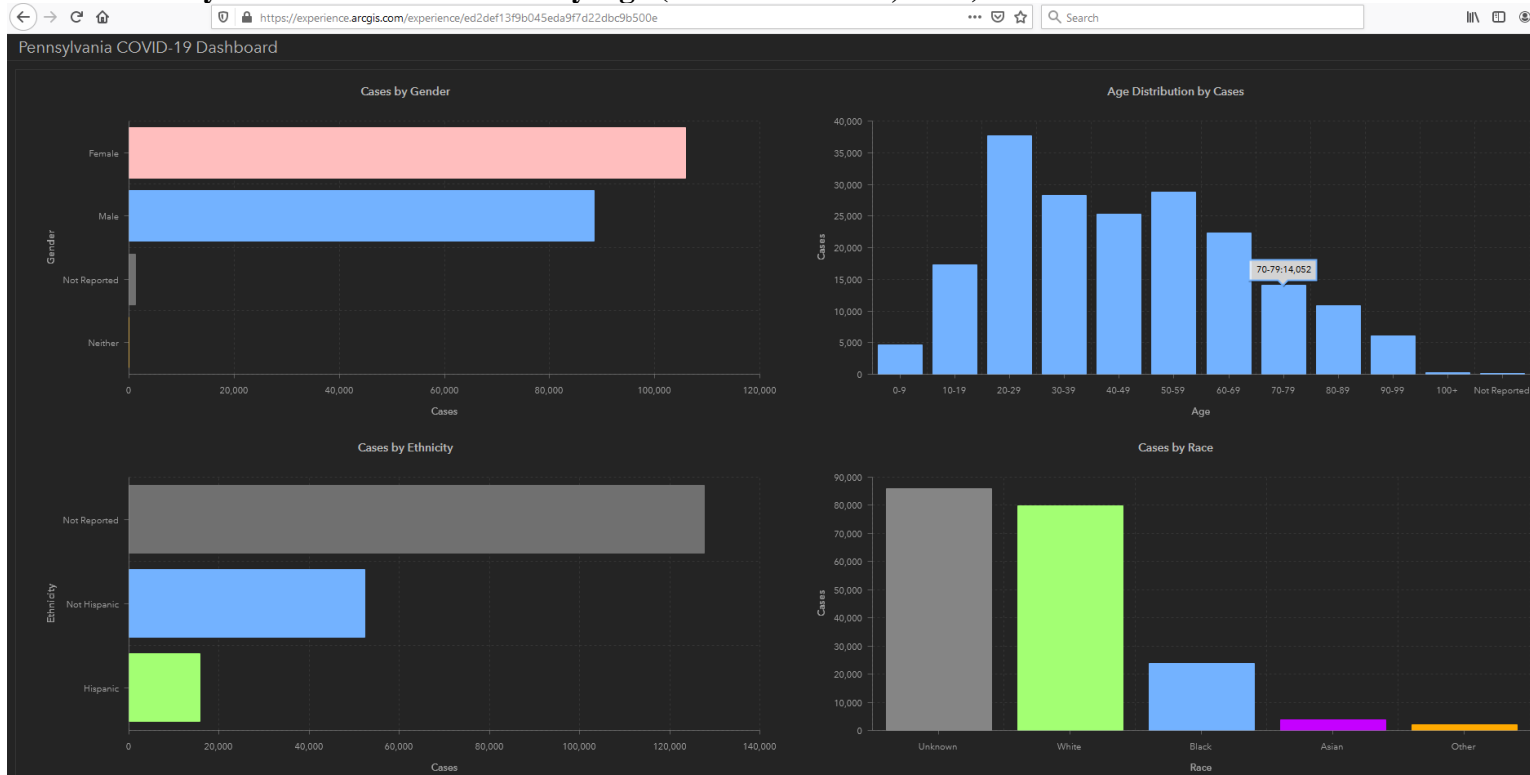 https://experience.arcgis.com/experience/ed2def13f9b045eda9f7d22dbc9b500e
Search
Pennsylvania COVID-19 Dashboard
Cases by Gender
Female
Male
Not Reported
Neither
Gender
0 20,000 40,000 60,000 80,000 100,000 120,000
Cases
Age Distribution by Cases
40,000
35,000
30,000
25,000
20,000
15,000
10,000
5,000
0
Cases
70-79:14,052
0-9 10-19 20-29 30-39 40-49 50-59 60-69 70-79 80-89 90-99 100+ Not Reported
Age
Cases by Ethnicity
Not Reported
Not Hispanic
Hispanic
Ethnicity
0 20,000 40,000 60,000 80,000 100,000 120,000 140,000
Cases
Cases by Race
90,000
80,000
70,000
60,000
50,000
40,000
30,000
20,000
10,000
0
Cases
Unknown White Black Asian Other
Race